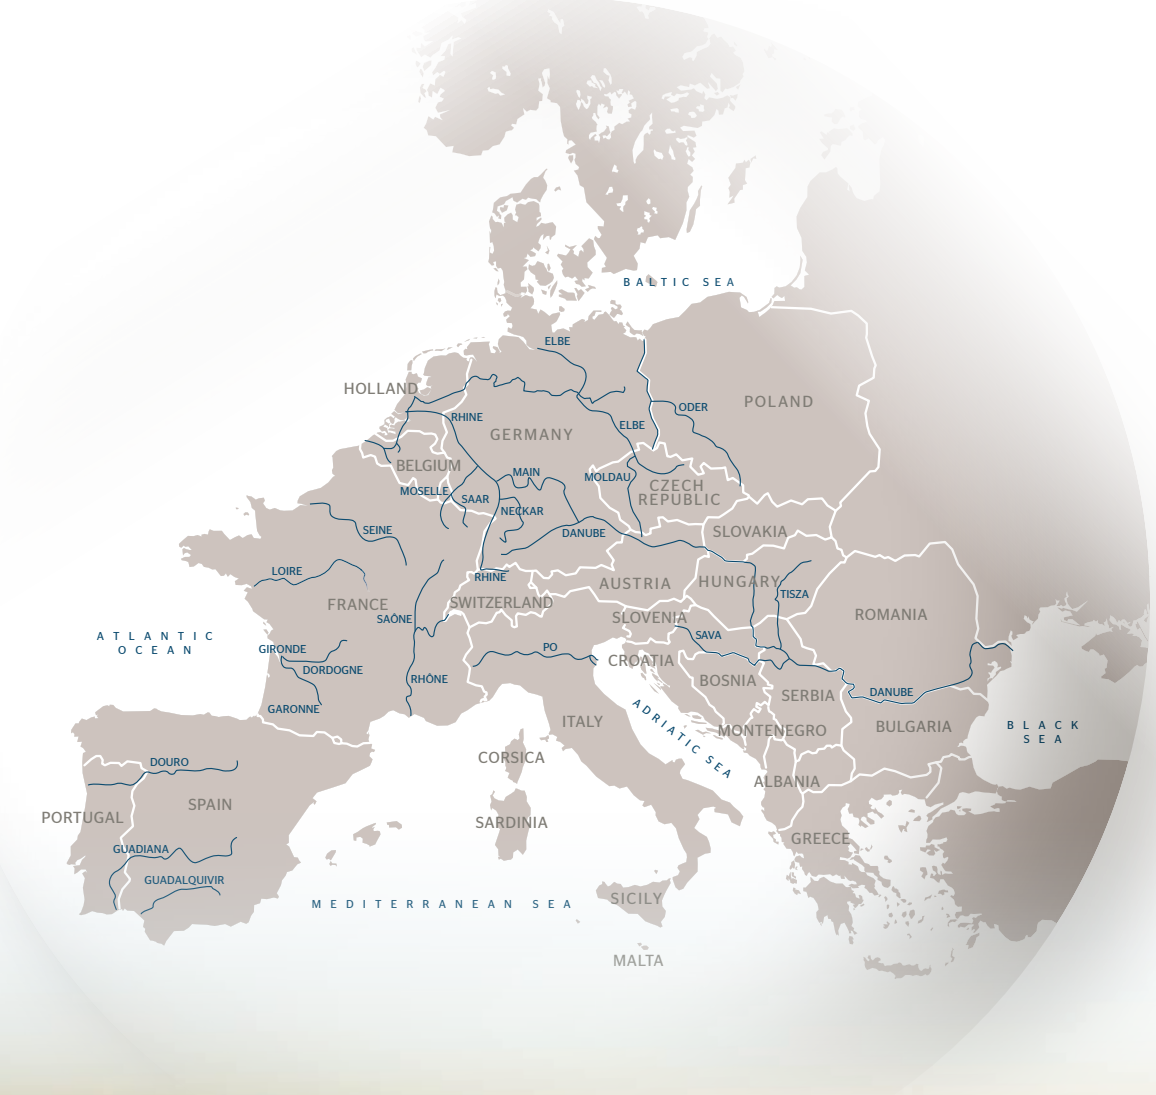 BALTIC SEA
ELBE
HOLLAND
POLAND
ODER
RHINE
ELBE
GERMANY
BELGIUM
MAIN
MOLDAU
CZECH
REPUBLIC
MOSELLE
SAAR
NECKAR
SEINE
DANUBE
SLOVAKIA
LOIRE
RHINE
AUSTRIA
HUNGARY
TISZA
FRANCE
SWITZERLAND
ROMANIA
SAÔNE
SLOVENIA
SAVA
ATLANTIC
OCEAN
GIRONDE
PO
CROATIA
DORDOGNE
RHÔNE
BOSNIA
SERBIA
DANUBE
GARONNE
ITALY
ADRIATIC SEA
MONTENEGRO
BULGARIA
BLACK
SEA
CORSICA
DOURO
ALBANIA
SPAIN
PORTUGAL
SARDINIA
GREECE
GUADIANA
GUADALQUIVIR
SICILY
MEDITERRANEAN SEA
MALTA